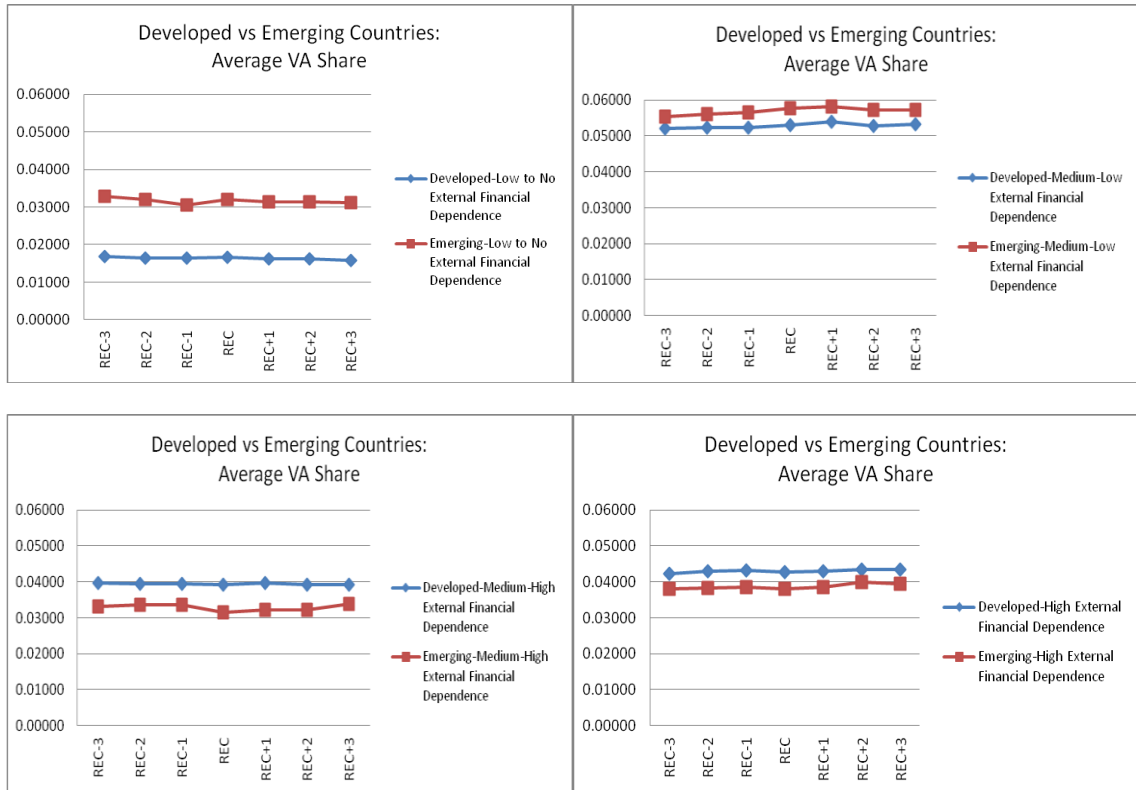 Developed vs Emerging Countries:
Average VA Share
0.06000
0.05000
0.04000
0.03000
0.02000
0.01000
0.00000
REC-3
REC-2
REC-1
REC
REC+1
REC+2
REC+3
Developed-Low to No
External Financial
Dependence
Emerging-Low to No
External Financial
Dependence
Developed vs Emerging Countries:
Average VA Share
0.06000
0.05000
0.04000
0.03000
0.02000
0.01000
0.00000
REC-3
REC-2
REC-1
REC
REC+1
REC+2
REC+3
Developed-Medium-Low
External Financial
Dependence
Emerging-Medium-Low
External Financial
Dependence
Developed vs Emerging Countries:
Average VA Share
0.06000
0.05000
0.04000
0.03000
0.02000
0.01000
0.00000
REC-3
REC-2
REC-1
REC
REC+1
REC+2
REC+3
Developed-Medium-High
External Financial
Dependence
Emerging-Medium-High
External Financial
Dependence
Developed vs Emerging Countries:
Average VA Share
0.06000
0.05000
0.04000
0.03000
0.02000
0.01000
0.00000
REC-3
REC-2
REC-1
REC
REC+1
REC+2
REC+3
Developed-High External
Financial Dependence
Emerging-High External
Financial Dependence